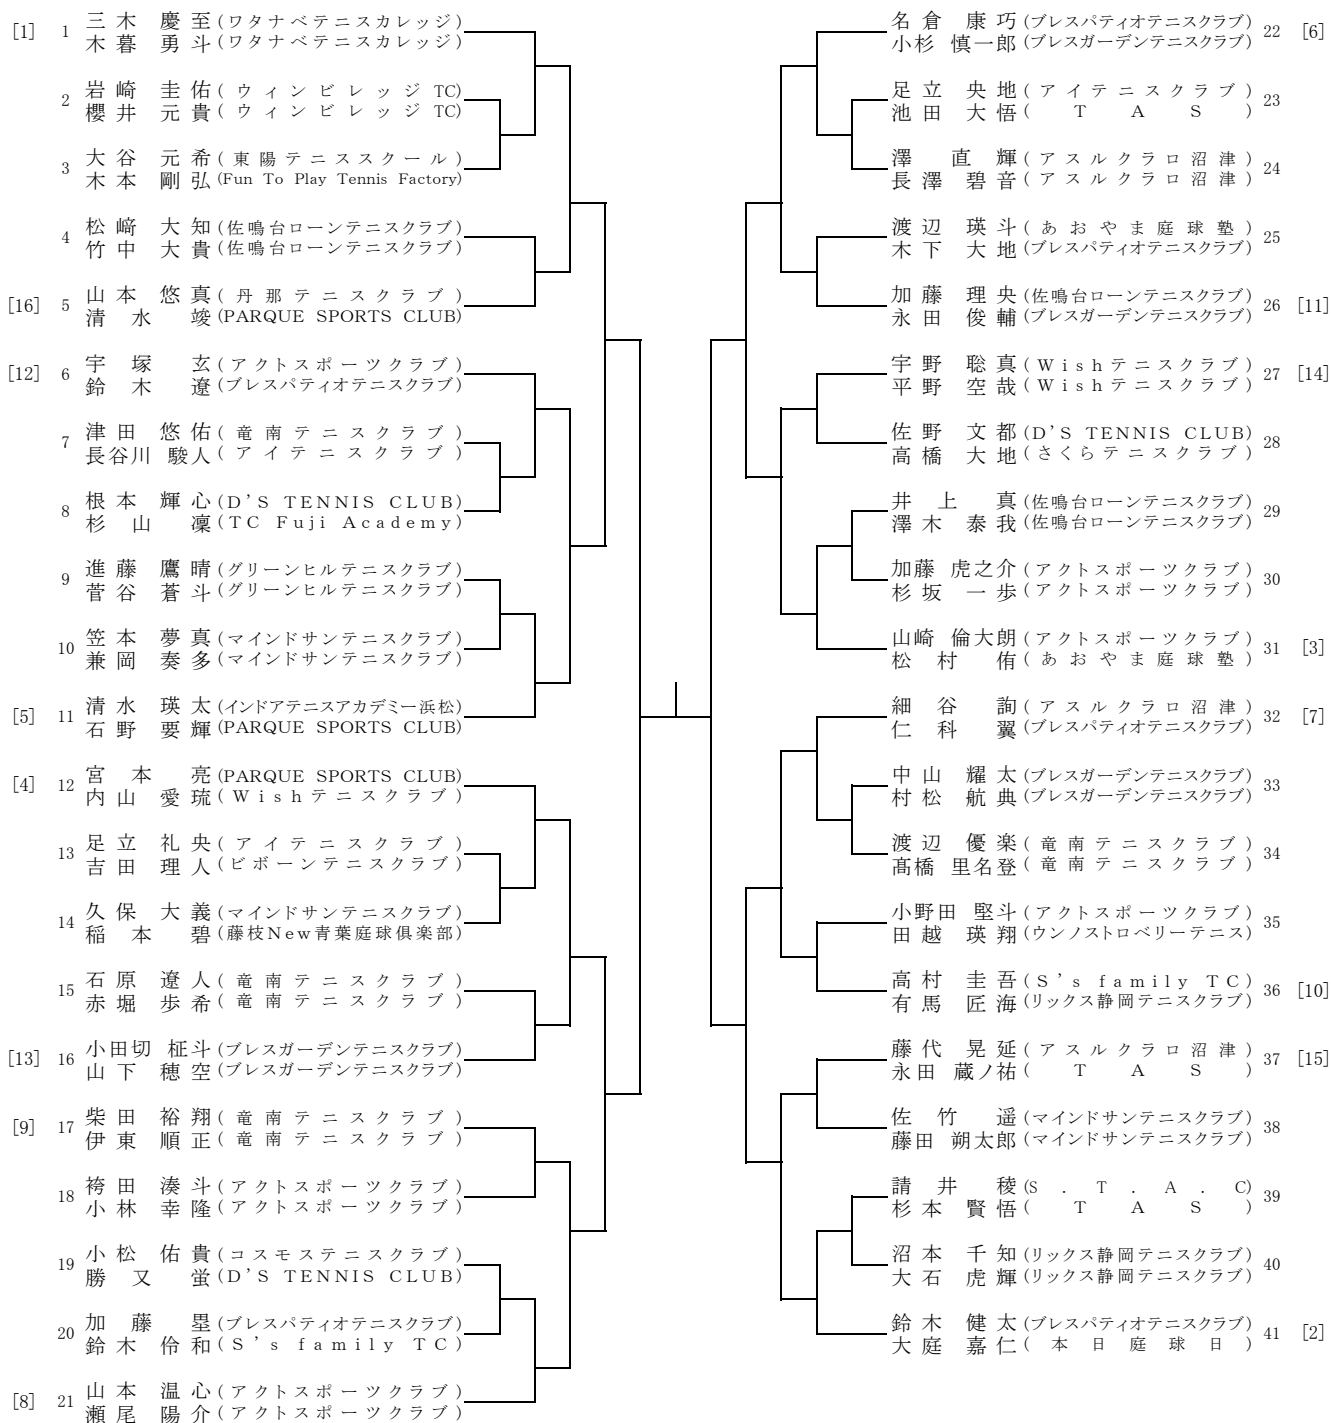 [1] 1 三木 慶至 (ワタナベテニスカレッジ)
木暮 勇斗 (ワタナベテニスカレッジ)
2 岩崎 圭佑 (ウィンビレッジ TC)
櫻井 元貴 (ウィンビレッジ TC)
3 大谷 元希 (東陽テニススクール)
木本 剛弘 (Fun To Play Tennis Factory)
4 松﨑 大知 (佐鳴台ローンテニスクラブ)
竹中 大貴 (佐鳴台ローンテニスクラブ)
[16] 5 山本 悠真 (丹那テニスクラブ)
清水 竣 (PARQUE SPORTS CLUB)
[12] 6 宇塚 玄 (アクトスポーツクラブ)
鈴木 遼 (ブレスパティオテニスクラブ)
7 津田 悠佑 (竜南テニスクラブ)
長谷川 駿人 (アイテニスクラブ)
8 根本 輝心 (D'S TENNIS CLUB)
杉山 凜 (TC Fuji Academy)
9 進藤 鷹晴 (グリーンヒルテニスクラブ)
菅谷 蒼斗 (グリーンヒルテニスクラブ)
10 笠本 夢真 (マインドサンテニスクラブ)
兼岡 奏多 (マインドサンテニスクラブ)
[5] 11 清水 瑛太 (インドアテニスアカデミー浜松)
石野 要輝 (PARQUE SPORTS CLUB)
[4] 12 宮本 亮 (PARQUE SPORTS CLUB)
内山 愛琉 (Wishテニスクラブ)
13 足立 礼央 (アイテニスクラブ)
吉田 理人 (ビボーンテニスクラブ)
14 久保 大義 (マインドサンテニスクラブ)
稲本 碧 (藤枝New青葉庭球倶楽部)
15 石原 遼人 (竜南テニスクラブ)
赤堀 歩希 (竜南テニスクラブ)
[13] 16 小田切 柾斗 (ブレスガーデンテニスクラブ)
山下 穂空 (ブレスガーデンテニスクラブ)
[9] 17 柴田 裕翔 (竜南テニスクラブ)
伊東 順正 (竜南テニスクラブ)
18 袴田 湊斗 (アクトスポーツクラブ)
小林 幸隆 (アクトスポーツクラブ)
19 小松 佑貴 (コスモステニスクラブ)
勝又 蛍 (D'S TENNIS CLUB)
20 加藤 塁 (ブレスパティオテニスクラブ)
鈴木 伶和 (S's family TC)
[8] 21 山本 温心 (アクトスポーツクラブ)
瀬尾 陽介 (アクトスポーツクラブ)
名倉 康巧 (ブレスパティオテニスクラブ) 22 [6]
小杉 慎一郎 (ブレスガーデンテニスクラブ)
足立 央地 (アイテニスクラブ) 23
池田 大悟 (TAS)
澤 直輝 (アスルクラロ沼津) 24
長澤 碧音 (アスルクラロ沼津)
渡辺 瑛斗 (あおやま庭球塾) 25
木下 大地 (ブレスパティオテニスクラブ)
加藤 理央 (佐鳴台ローンテニスクラブ) 26 [11]
永田 俊輔 (ブレスガーデンテニスクラブ)
宇野 聡真 (Wishテニスクラブ) 27 [14]
平野 空哉 (Wishテニスクラブ)
佐野 文都 (D'S TENNIS CLUB) 28
高橋 大地 (さくらテニスクラブ)
井上 真 (佐鳴台ローンテニスクラブ) 29
澤木 泰我 (佐鳴台ローンテニスクラブ)
加藤 虎之介 (アクトスポーツクラブ) 30
杉坂 一歩 (アクトスポーツクラブ)
山崎 倫大朗 (アクトスポーツクラブ) 31 [3]
松村 侑 (あおやま庭球塾)
細谷 詢 (アスルクラロ沼津) 32 [7]
仁科 翼 (ブレスパティオテニスクラブ)
中山 耀太 (ブレスガーデンテニスクラブ) 33
村松 航典 (ブレスガーデンテニスクラブ)
渡辺 優楽 (竜南テニスクラブ) 34
髙橋 里名登 (竜南テニスクラブ)
小野田 堅斗 (アクトスポーツクラブ) 35
田越 瑛翔 (ウンノストロベリーテニス)
高村 圭吾 (S's family TC) 36 [10]
有馬 匠海 (リックス静岡テニスクラブ)
藤代 晃延 (アスルクラロ沼津) 37 [15]
永田 蔵ノ祐 (TAS)
佐竹 遥 (マインドサンテニスクラブ) 38
藤田 朔太郎 (マインドサンテニスクラブ)
請井 稜 (S.T.A.C) 39
杉本 賢悟 (TAS)
沼本 千知 (リックス静岡テニスクラブ) 40
大石 虎輝 (リックス静岡テニスクラブ)
鈴木 健太 (ブレスパティオテニスクラブ) 41 [2]
大庭 嘉仁 (本日庭球日)